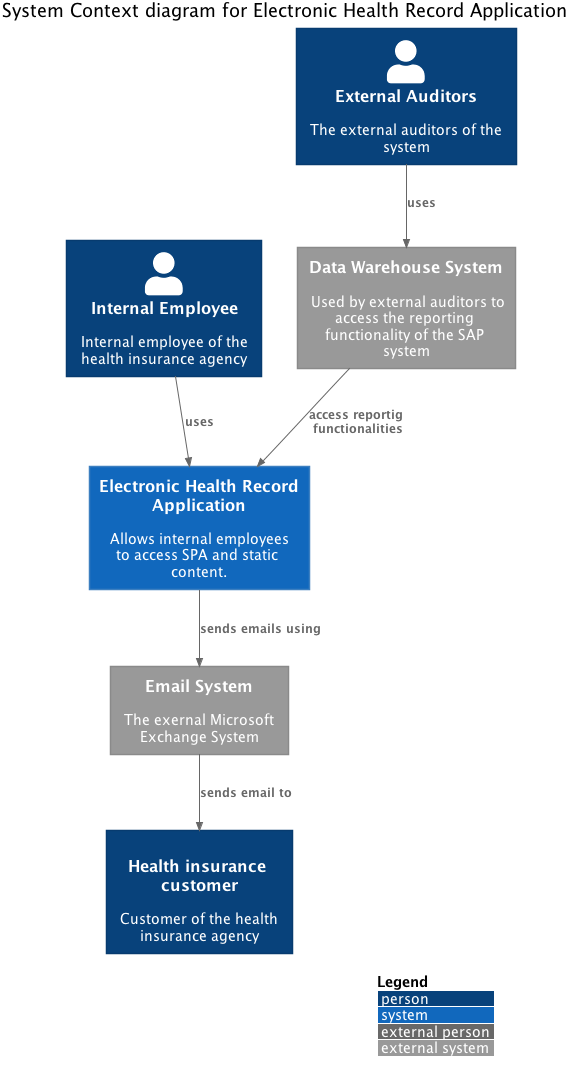 System Context diagram for Electronic Health Record Application
External Auditors
The external auditors of the
system
uses
Internal Employee
Internal employee of the
health insurance agency
Data Warehouse System
Used by external auditors to
access the reporting
functionality of the SAP
system
uses
access reportig
functionalities
Electronic Health Record
Application
Allows internal employees
to access SPA and static
content.
sends emails using
Email System
The exernal Microsoft
Exchange System
sends email to
Health insurance
customer
Customer of the health
insurance agency
Legend
person
system
external person
external system